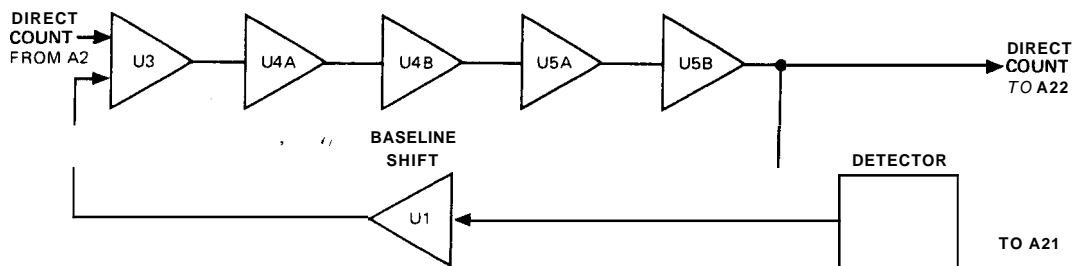 DIRECT
COUNT
FROM A2
U3
U4A
U4B
U5A
U5B
DIRECT
COUNT
TO A22
BASELINE
SHIFT
U1
DETECTOR
TO A21